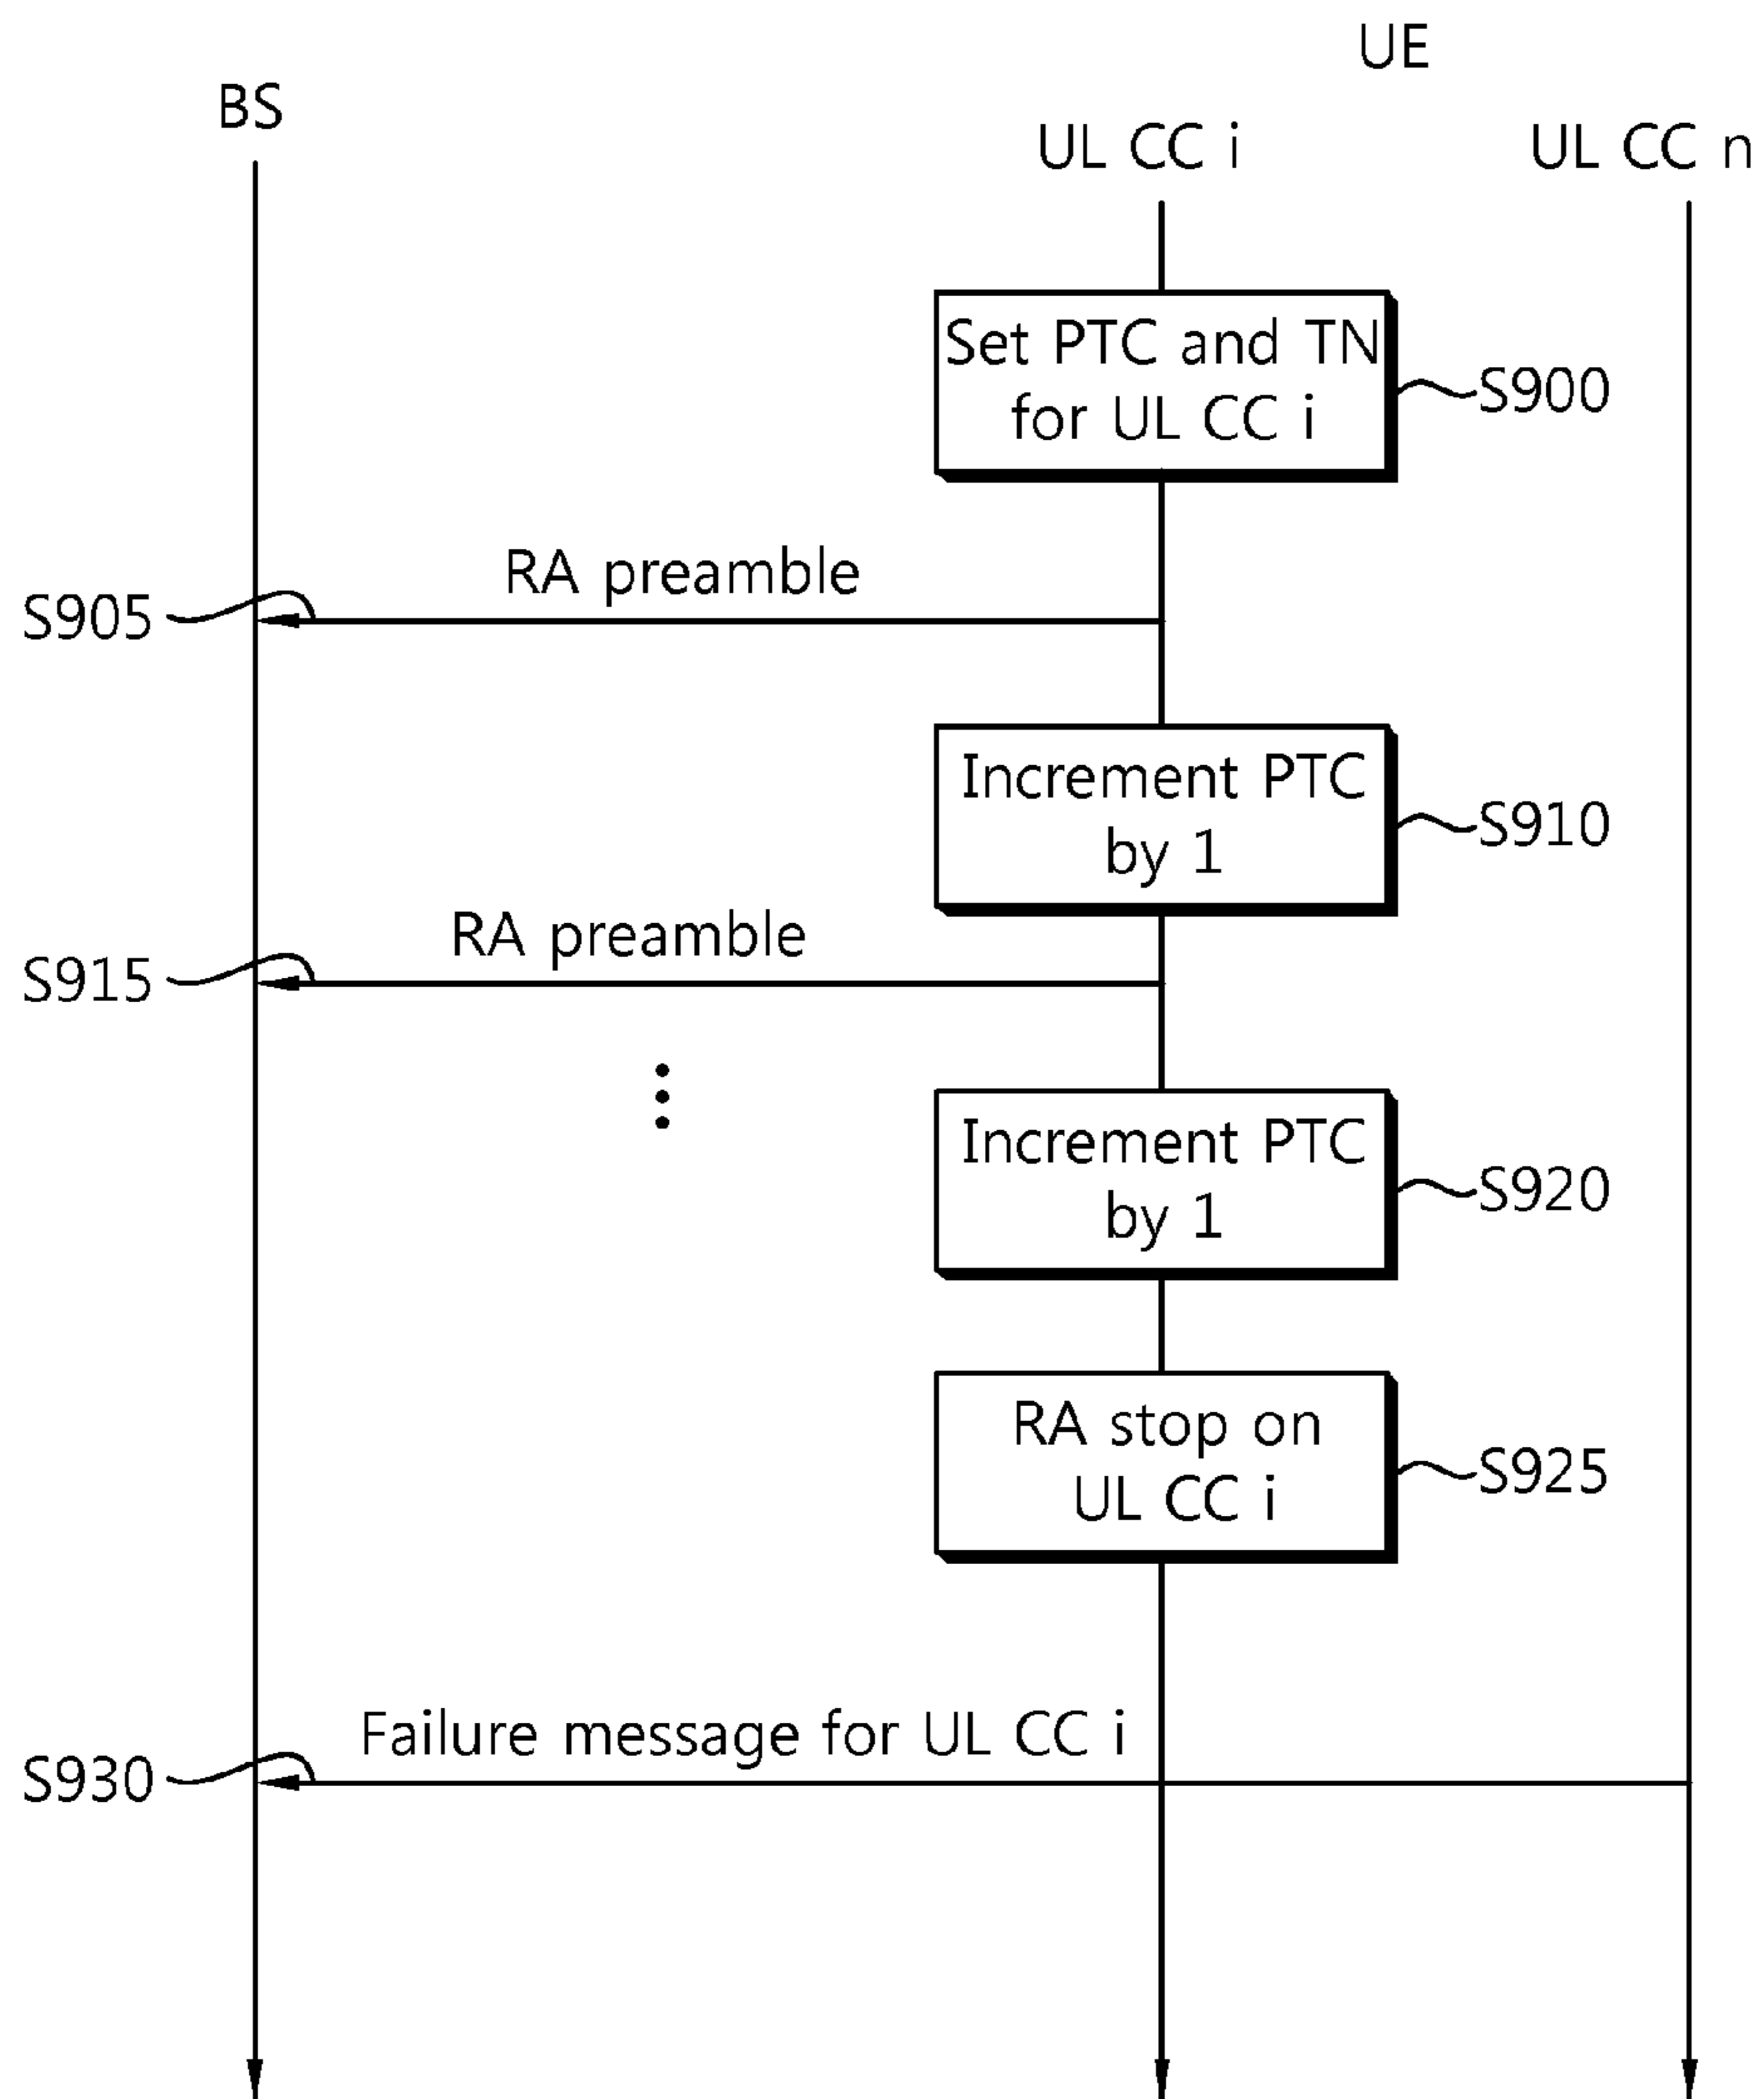 UE
BS
UL CC i
UL CC n
Set PTC and TN
for UL CC i
S900
RA preamble
S905
Increment PTC
by 1
S910
RA preamble
S915
Increment PTC
by 1
S920
RA stop on
UL CC i
S925
Failure message for UL CC i
S930